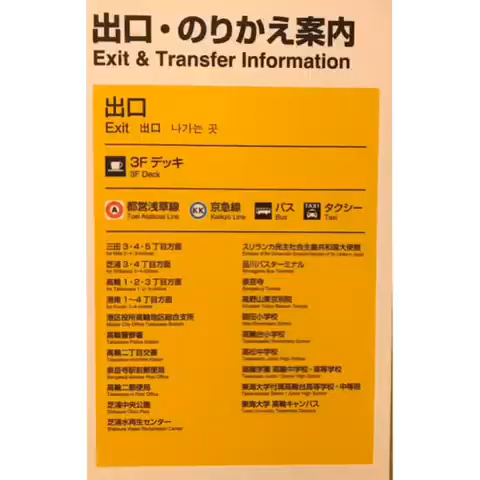 出口・のりかえ案内
Exit & Transfer Information
出口
Exit 出口 나가는 곳
3F デッキ
3F Deck
A 都営浅草線
Toei Asakusa Line
KK 京急線
Keikyu Line
バス
Bus
TAXI タクシー
Taxi
三田 3・4・5 丁目方面
芝浦 3・4 丁目方面
高輪 1・2・3 丁目方面
港南 1〜4 丁目方面
港区役所高輪地区総合支所
高輪警察署
高輪二丁目交番
泉岳寺駅前郵便局
高輪二郵便局
芝浦中央公園
芝浦水再生センター
スリランカ民主社会主義共和国大使館
品川バスターミナル
泉岳寺
高野山東京別院
御田小学校
高輪台小学校
高松中学校
高輪学園 高輪中学校・高等学校
東海大学付属高輪台高等学校・中等部
東海大学 高輪キャンパス